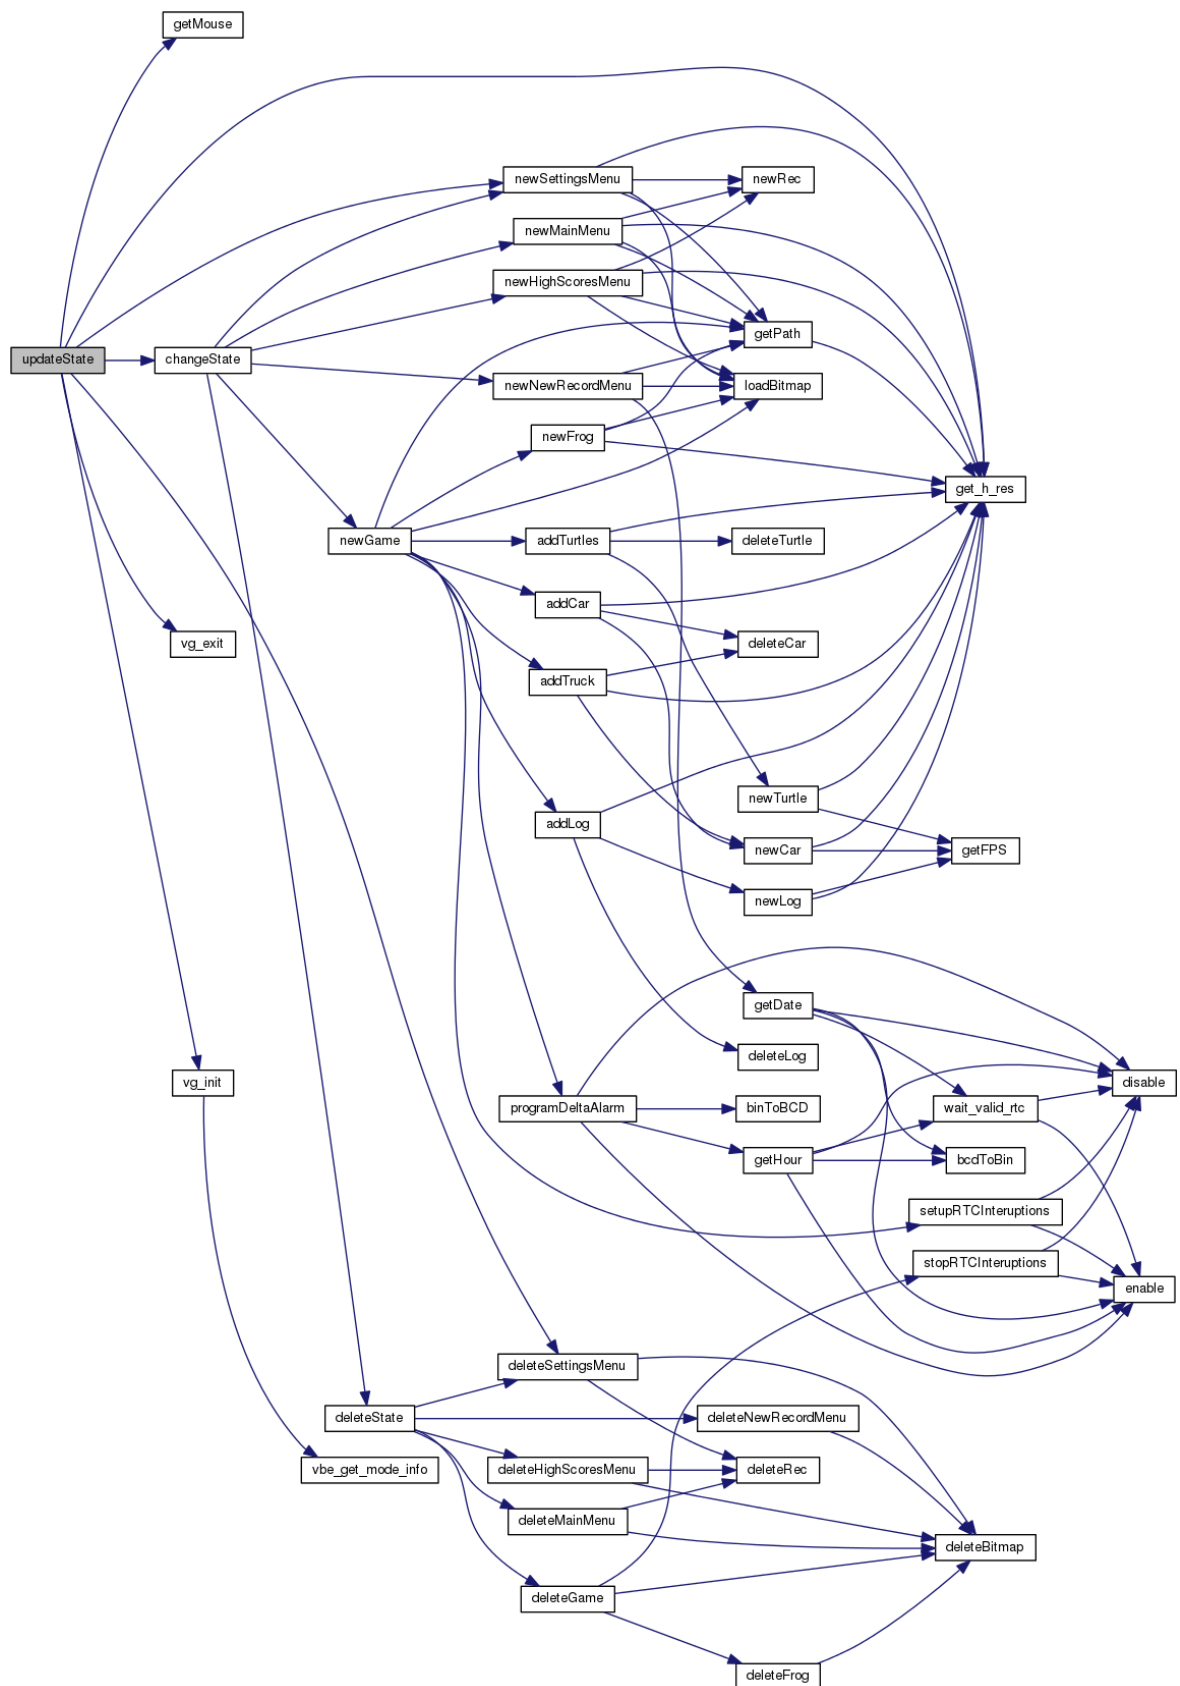 getMouse
newSettingsMenu
newRec
newMainMenu
newHighScoresMenu
getPath
updateState
changeState
newNewRecordMenu
loadBitmap
newFrog
get_h_res
newGame
addTurtles
deleteTurtle
addCar
vg_exit
deleteCar
addTruck
newTurtle
addLog
newCar
getFPS
newLog
getDate
deleteLog
vg_init
disable
programDeltaAlarm
binToBCD
wait_valid_rtc
getHour
bcdToBin
setupRTCInteruptions
stopRTCInteruptions
enable
deleteSettingsMenu
deleteState
deleteNewRecordMenu
vbe_get_mode_info
deleteHighScoresMenu
deleteRec
deleteMainMenu
deleteBitmap
deleteGame
deleteFrog